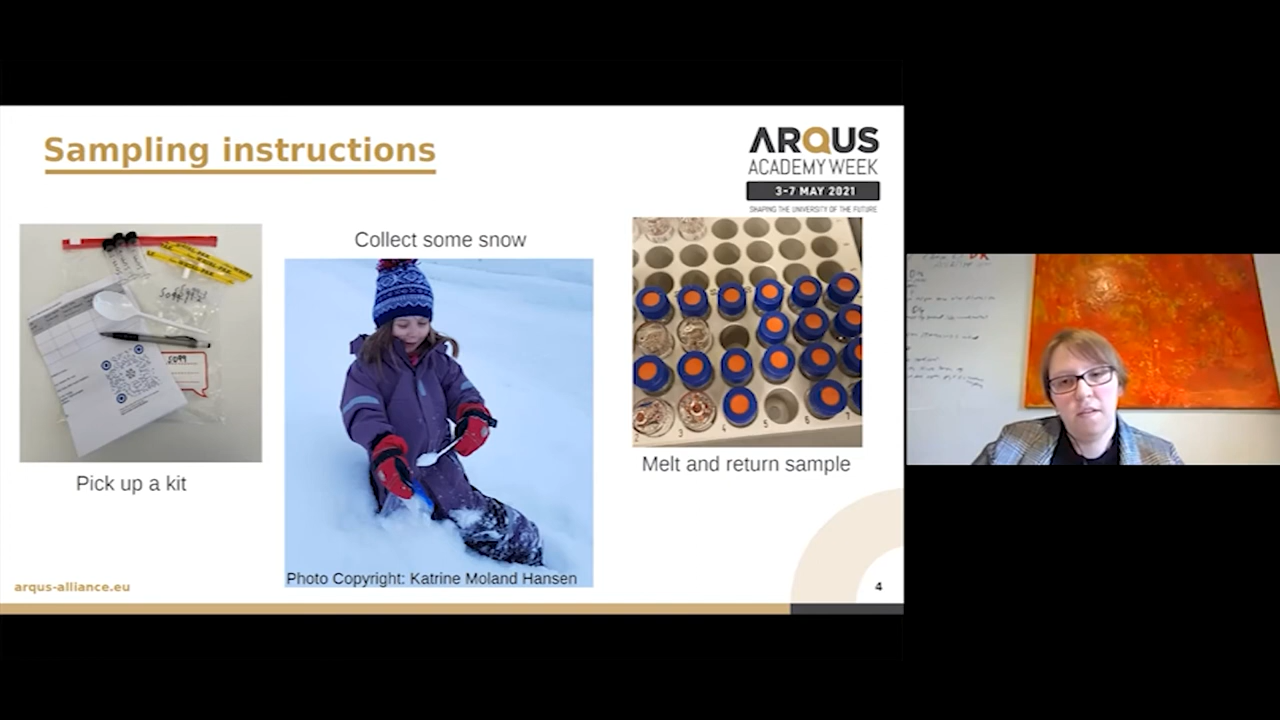 Sampling instructions
ARQUS
ACADEMY WEEK
3-7 MAY 2021
SHAPING THE UNIVERSITY OF THE FUTURE
Collect some snow
5099
Pick up a kit
Melt and return sample
Photo Copyright: Katrine Moland Hansen
arqus-alliance.eu
4